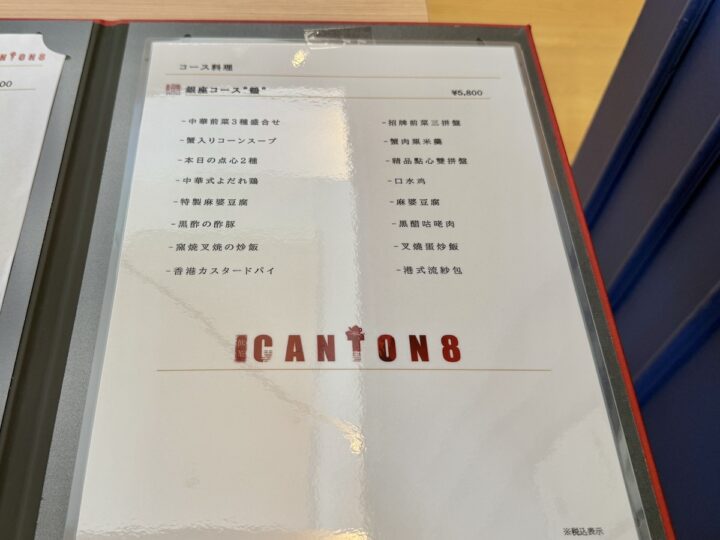 NTON8
00
コース料理
銀座コース"鶴" ¥5,800
-中華前菜3種盛合せ -招牌前菜三拼盤
-蟹入りコーンスープ -蟹肉粟米羹
-本日の点心2種 -精品點心雙拼盤
-中華式よだれ鶏 -口水鸡
-特製麻婆豆腐 -麻婆豆腐
-黒酢の酢豚 -黒醋咕咾肉
-窯焼叉焼の炒飯 -叉燒蛋炒飯
-香港カスタードパイ -港式流紗包
CANTON8
※税込表示